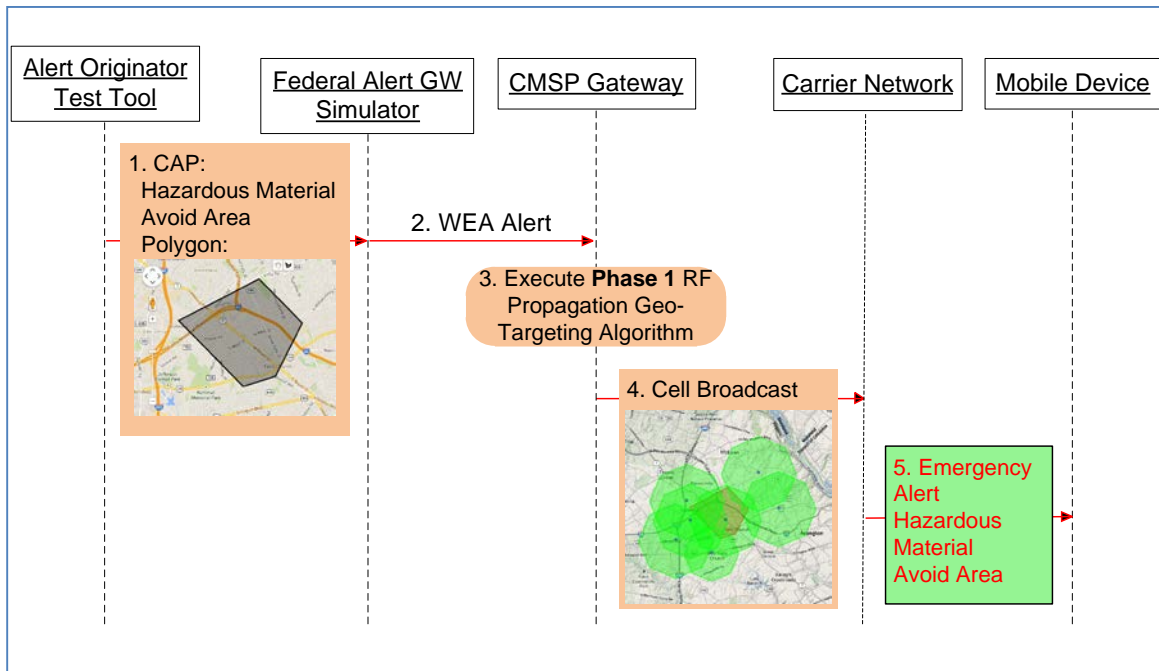 Alert Originator
Test Tool
Federal Alert GW
Simulator
CMSP Gateway
Carrier Network
Mobile Device
1. CAP:
Hazardous Material
Avoid Area
Polygon:
2. WEA Alert
3. Execute Phase 1 RF
Propagation Geo-
Targeting Algorithm
4. Cell Broadcast
5. Emergency
Alert
Hazardous
Material
Avoid Area